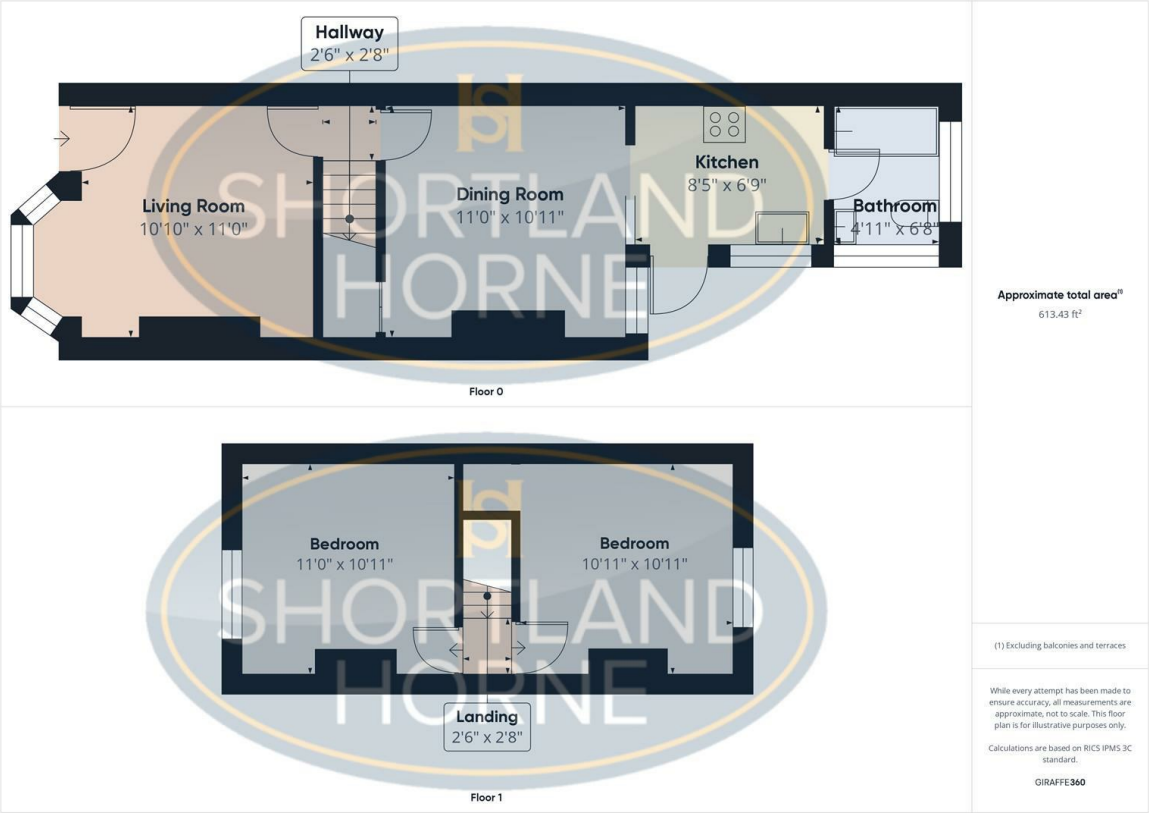 Hallway
2'6" x 2'8"
Living Room
10'10" x 11'0"
Dining Room
11'0" x 10'11"
Kitchen
8'5" x 6'9"
Bathroom
4'11" x 6'8"
SHORTLAND
HORNE
Floor 0
Bedroom
11'0" x 10'11"
Bedroom
10'11" x 10'11"
SHORTLAND
HORNE
Landing
2'6" x 2'8"
Floor 1
Approximate total area(1)
613.43 ft²
(1) Excluding balconies and terraces
While every attempt has been made to
ensure accuracy, all measurements are
approximate, not to scale. This floor
plan is for illustrative purposes only.
Calculations are based on RICS IPMS 3C
standard.
GIRAFFE360